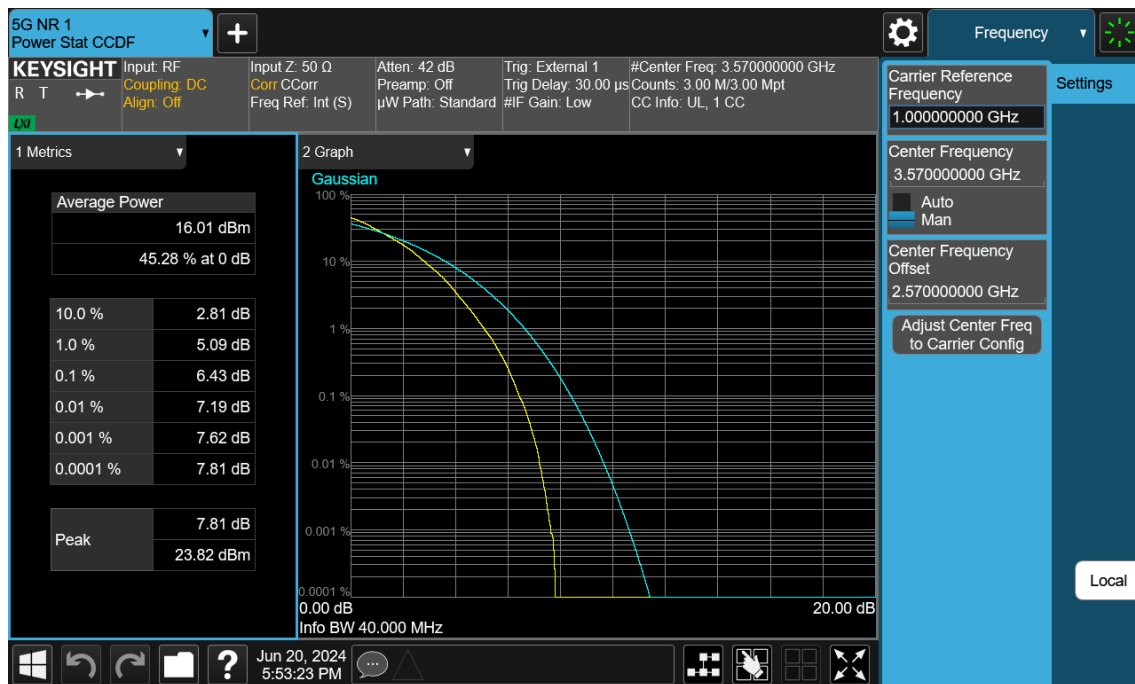 5G NR 1
Power Stat CCDF
Frequency
KEYSIGHT
R T
LXI
Input: RF
Coupling: DC
Align: Off
Input Z: 50 Ω
Corr CCorr
Freq Ref: Int (S)
Atten: 42 dB
Preamp: Off
µW Path: Standard
Trig: External 1
Trig Delay: 30.00 µs
#IF Gain: Low
#Center Freq: 3.570000000 GHz
Counts: 3.00 M/3.00 Mpt
CC Info: UL, 1 CC
1 Metrics
Average Power
16.01 dBm
45.28 % at 0 dB
10.0 % 2.81 dB
1.0 % 5.09 dB
0.1 % 6.43 dB
0.01 % 7.19 dB
0.001 % 7.62 dB
0.0001 % 7.81 dB
Peak
7.81 dB
23.82 dBm
2 Graph
Gaussian
100 %
10 %
1 %
0.1 %
0.01 %
0.001 %
0.0001 %
0.00 dB 20.00 dB
Info BW 40.000 MHz
Carrier Reference
Frequency
1.000000000 GHz
Center Frequency
3.570000000 GHz
Auto
Man
Center Frequency
Offset
2.570000000 GHz
Adjust Center Freq
to Carrier Config
Settings
Local
?
Jun 20, 2024
5:53:23 PM